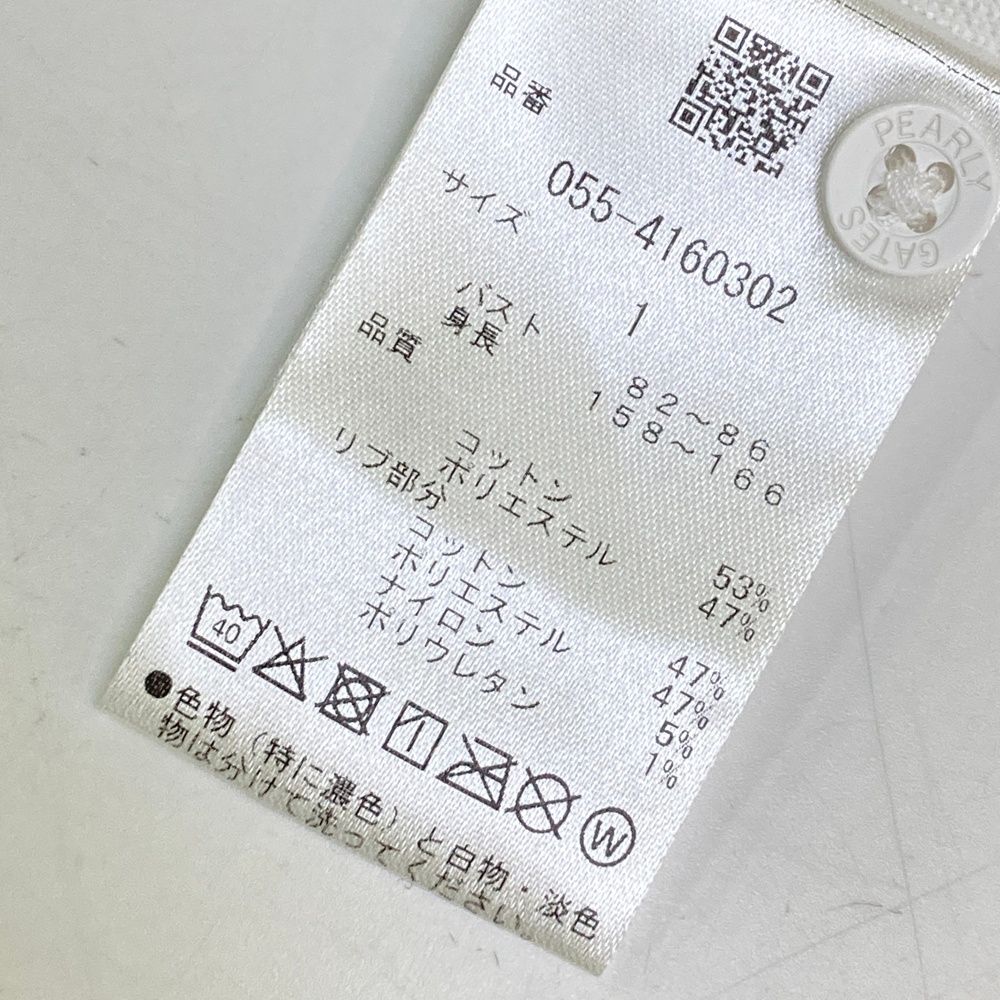 品番
055-4160302
サイズ
1
バスト 82～86
身長 158～166
品質
コットン 53%
ポリエステル 47%
リブ部分
コットン 47%
ポリエステル 47%
ナイロン 5%
ポリウレタン 1%
40
W
●色物（特に濃色）と白物・淡色
物は分けて洗ってください。
PEARLY
GATES